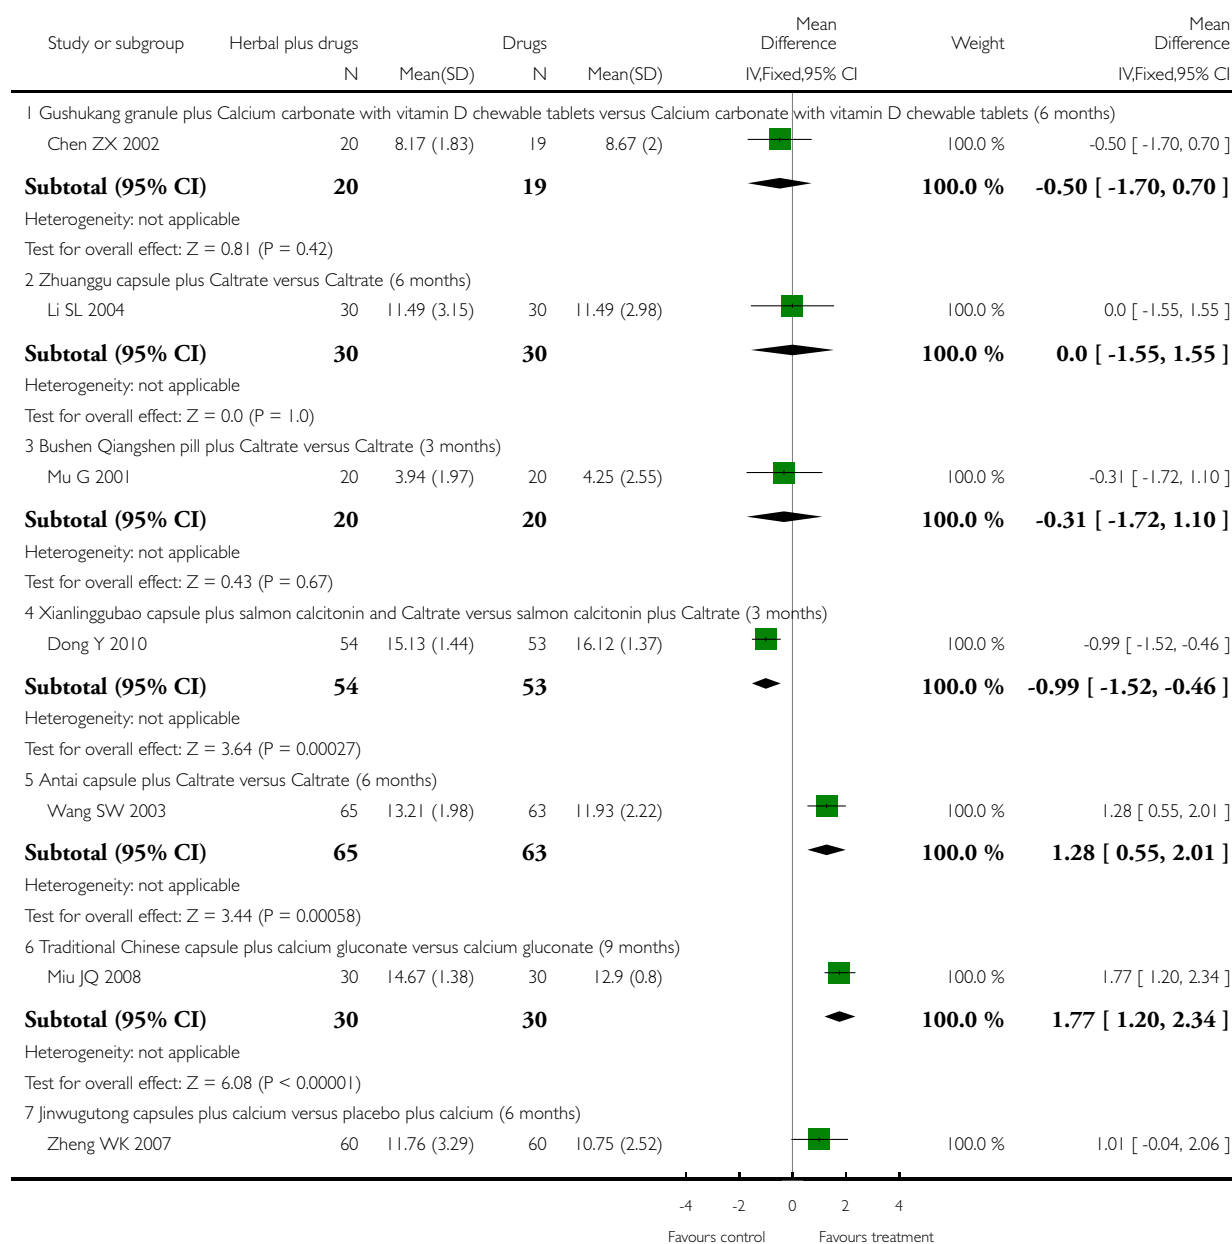 Study or subgroup Herbal plus drugs Drugs Mean Difference Weight Mean Difference
N Mean(SD) N Mean(SD) IV,Fixed,95% CI IV,Fixed,95% CI
1 Gushukang granule plus Calcium carbonate with vitamin D chewable tablets versus Calcium carbonate with vitamin D chewable tablets (6 months)
Chen ZX 2002 20 8.17 (1.83) 19 8.67 (2) 100.0 % -0.50 [ -1.70, 0.70 ]
Subtotal (95% CI) 20 19 100.0 % -0.50 [ -1.70, 0.70 ]
Heterogeneity: not applicable
Test for overall effect: Z = 0.81 (P = 0.42)
2 Zhuanggu capsule plus Caltrate versus Caltrate (6 months)
Li SL 2004 30 11.49 (3.15) 30 11.49 (2.98) 100.0 % 0.0 [ -1.55, 1.55 ]
Subtotal (95% CI) 30 30 100.0 % 0.0 [ -1.55, 1.55 ]
Heterogeneity: not applicable
Test for overall effect: Z = 0.0 (P = 1.0)
3 Bushen Qiangshen pill plus Caltrate versus Caltrate (3 months)
Mu G 2001 20 3.94 (1.97) 20 4.25 (2.55) 100.0 % -0.31 [ -1.72, 1.10 ]
Subtotal (95% CI) 20 20 100.0 % -0.31 [ -1.72, 1.10 ]
Heterogeneity: not applicable
Test for overall effect: Z = 0.43 (P = 0.67)
4 Xianlinggubao capsule plus salmon calcitonin and Caltrate versus salmon calcitonin plus Caltrate (3 months)
Dong Y 2010 54 15.13 (1.44) 53 16.12 (1.37) 100.0 % -0.99 [ -1.52, -0.46 ]
Subtotal (95% CI) 54 53 100.0 % -0.99 [ -1.52, -0.46 ]
Heterogeneity: not applicable
Test for overall effect: Z = 3.64 (P = 0.00027)
5 Antai capsule plus Caltrate versus Caltrate (6 months)
Wang SW 2003 65 13.21 (1.98) 63 11.93 (2.22) 100.0 % 1.28 [ 0.55, 2.01 ]
Subtotal (95% CI) 65 63 100.0 % 1.28 [ 0.55, 2.01 ]
Heterogeneity: not applicable
Test for overall effect: Z = 3.44 (P = 0.00058)
6 Traditional Chinese capsule plus calcium gluconate versus calcium gluconate (9 months)
Miu JQ 2008 30 14.67 (1.38) 30 12.9 (0.8) 100.0 % 1.77 [ 1.20, 2.34 ]
Subtotal (95% CI) 30 30 100.0 % 1.77 [ 1.20, 2.34 ]
Heterogeneity: not applicable
Test for overall effect: Z = 6.08 (P < 0.00001)
7 Jinwugutong capsules plus calcium versus placebo plus calcium (6 months)
Zheng WK 2007 60 11.76 (3.29) 60 10.75 (2.52) 100.0 % 1.01 [ -0.04, 2.06 ]
-4 -2 0 2 4
Favours control Favours treatment